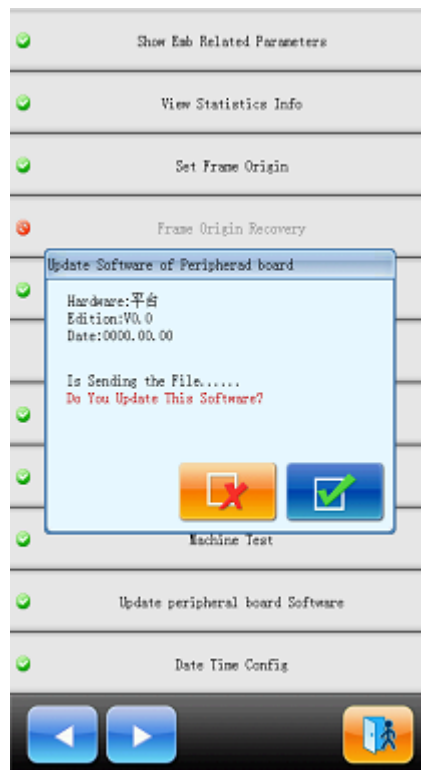 Show Emb Related Parameters
View Statistics Info
Set Frame Origin
Frame Origin Recovery
Update Software of Peripherad board
Hardware:平台
Edition:V0.0
Date:0000.00.00
Is Sending the File......
Do You Update This Software?
Machine Test
Update peripheral board Software
Date Time Config